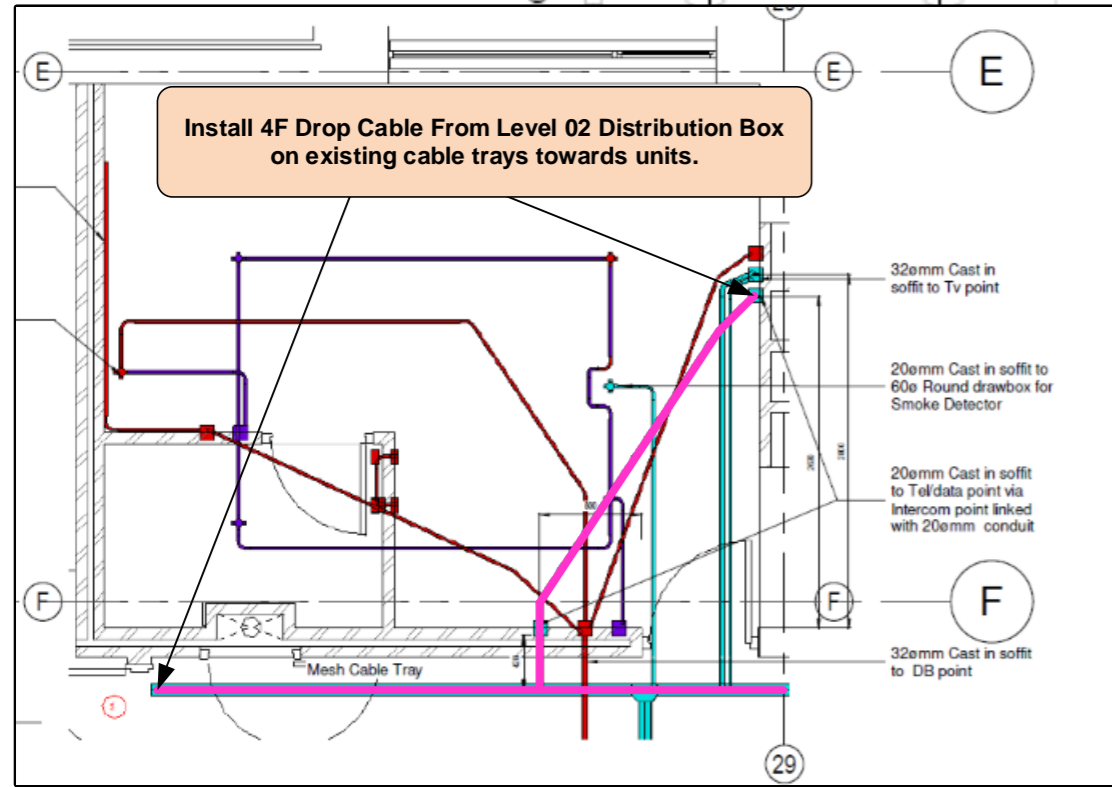 E
E
E
Install 4F Drop Cable From Level 02 Distribution Box
on existing cable trays towards units.
32ømm Cast in
soffit to Tv point
20ømm Cast in soffit to
60ø Round drawbox for
Smoke Detector
20ømm Cast in soffit
to Tel/data point via
Intercom point linked
with 20ømm conduit
F
F
F
Mesh Cable Tray
32ømm Cast in soffit
to DB point
29